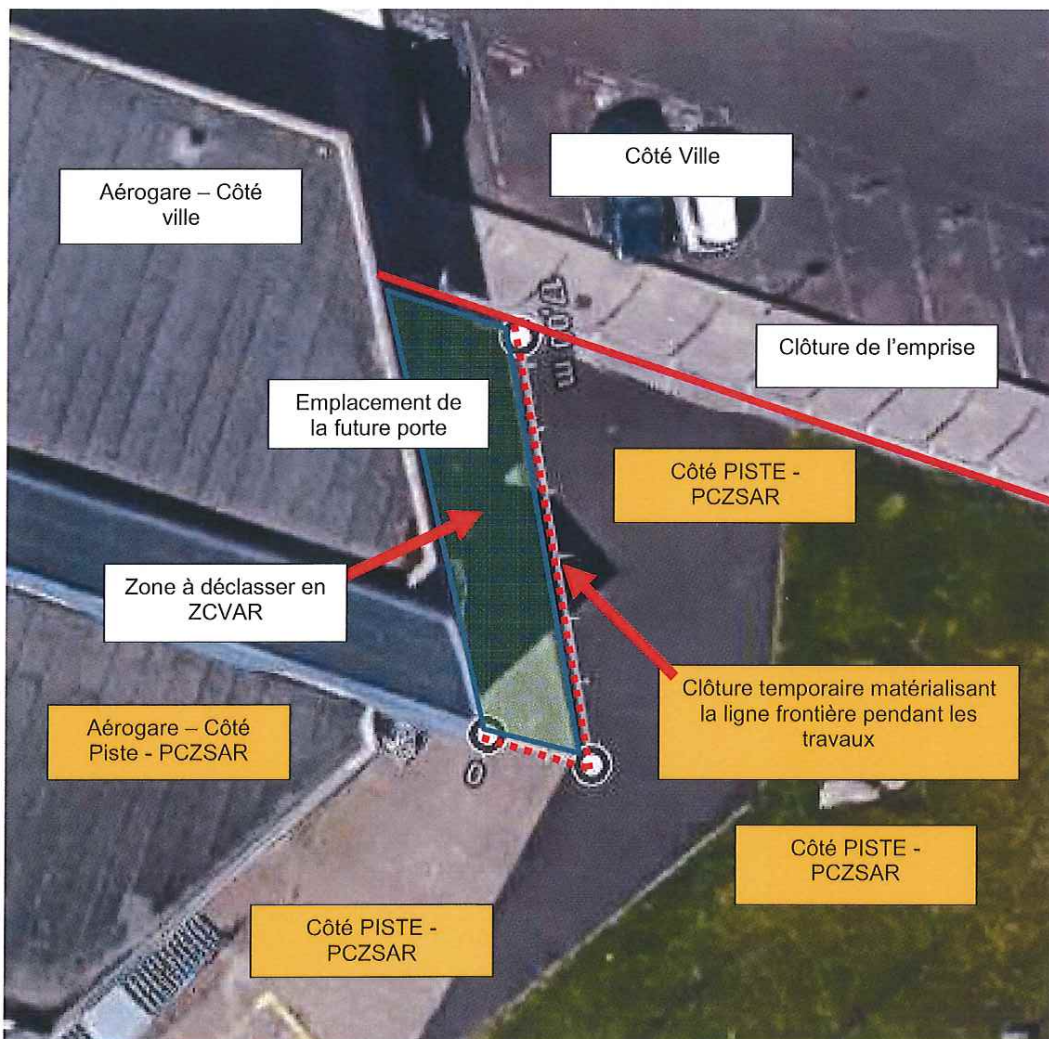 Côté Ville
Aérogare – Côté
ville
Clôture de l'emprise
Emplacement de
la future porte
Côté PISTE -
PCZSAR
Zone à déclasser en
ZCVAR
Clôture temporaire matérialisant
la ligne frontière pendant les
travaux
Aérogare – Côté
Piste - PCZSAR
0
Côté PISTE -
PCZSAR
Côté PISTE -
PCZSAR